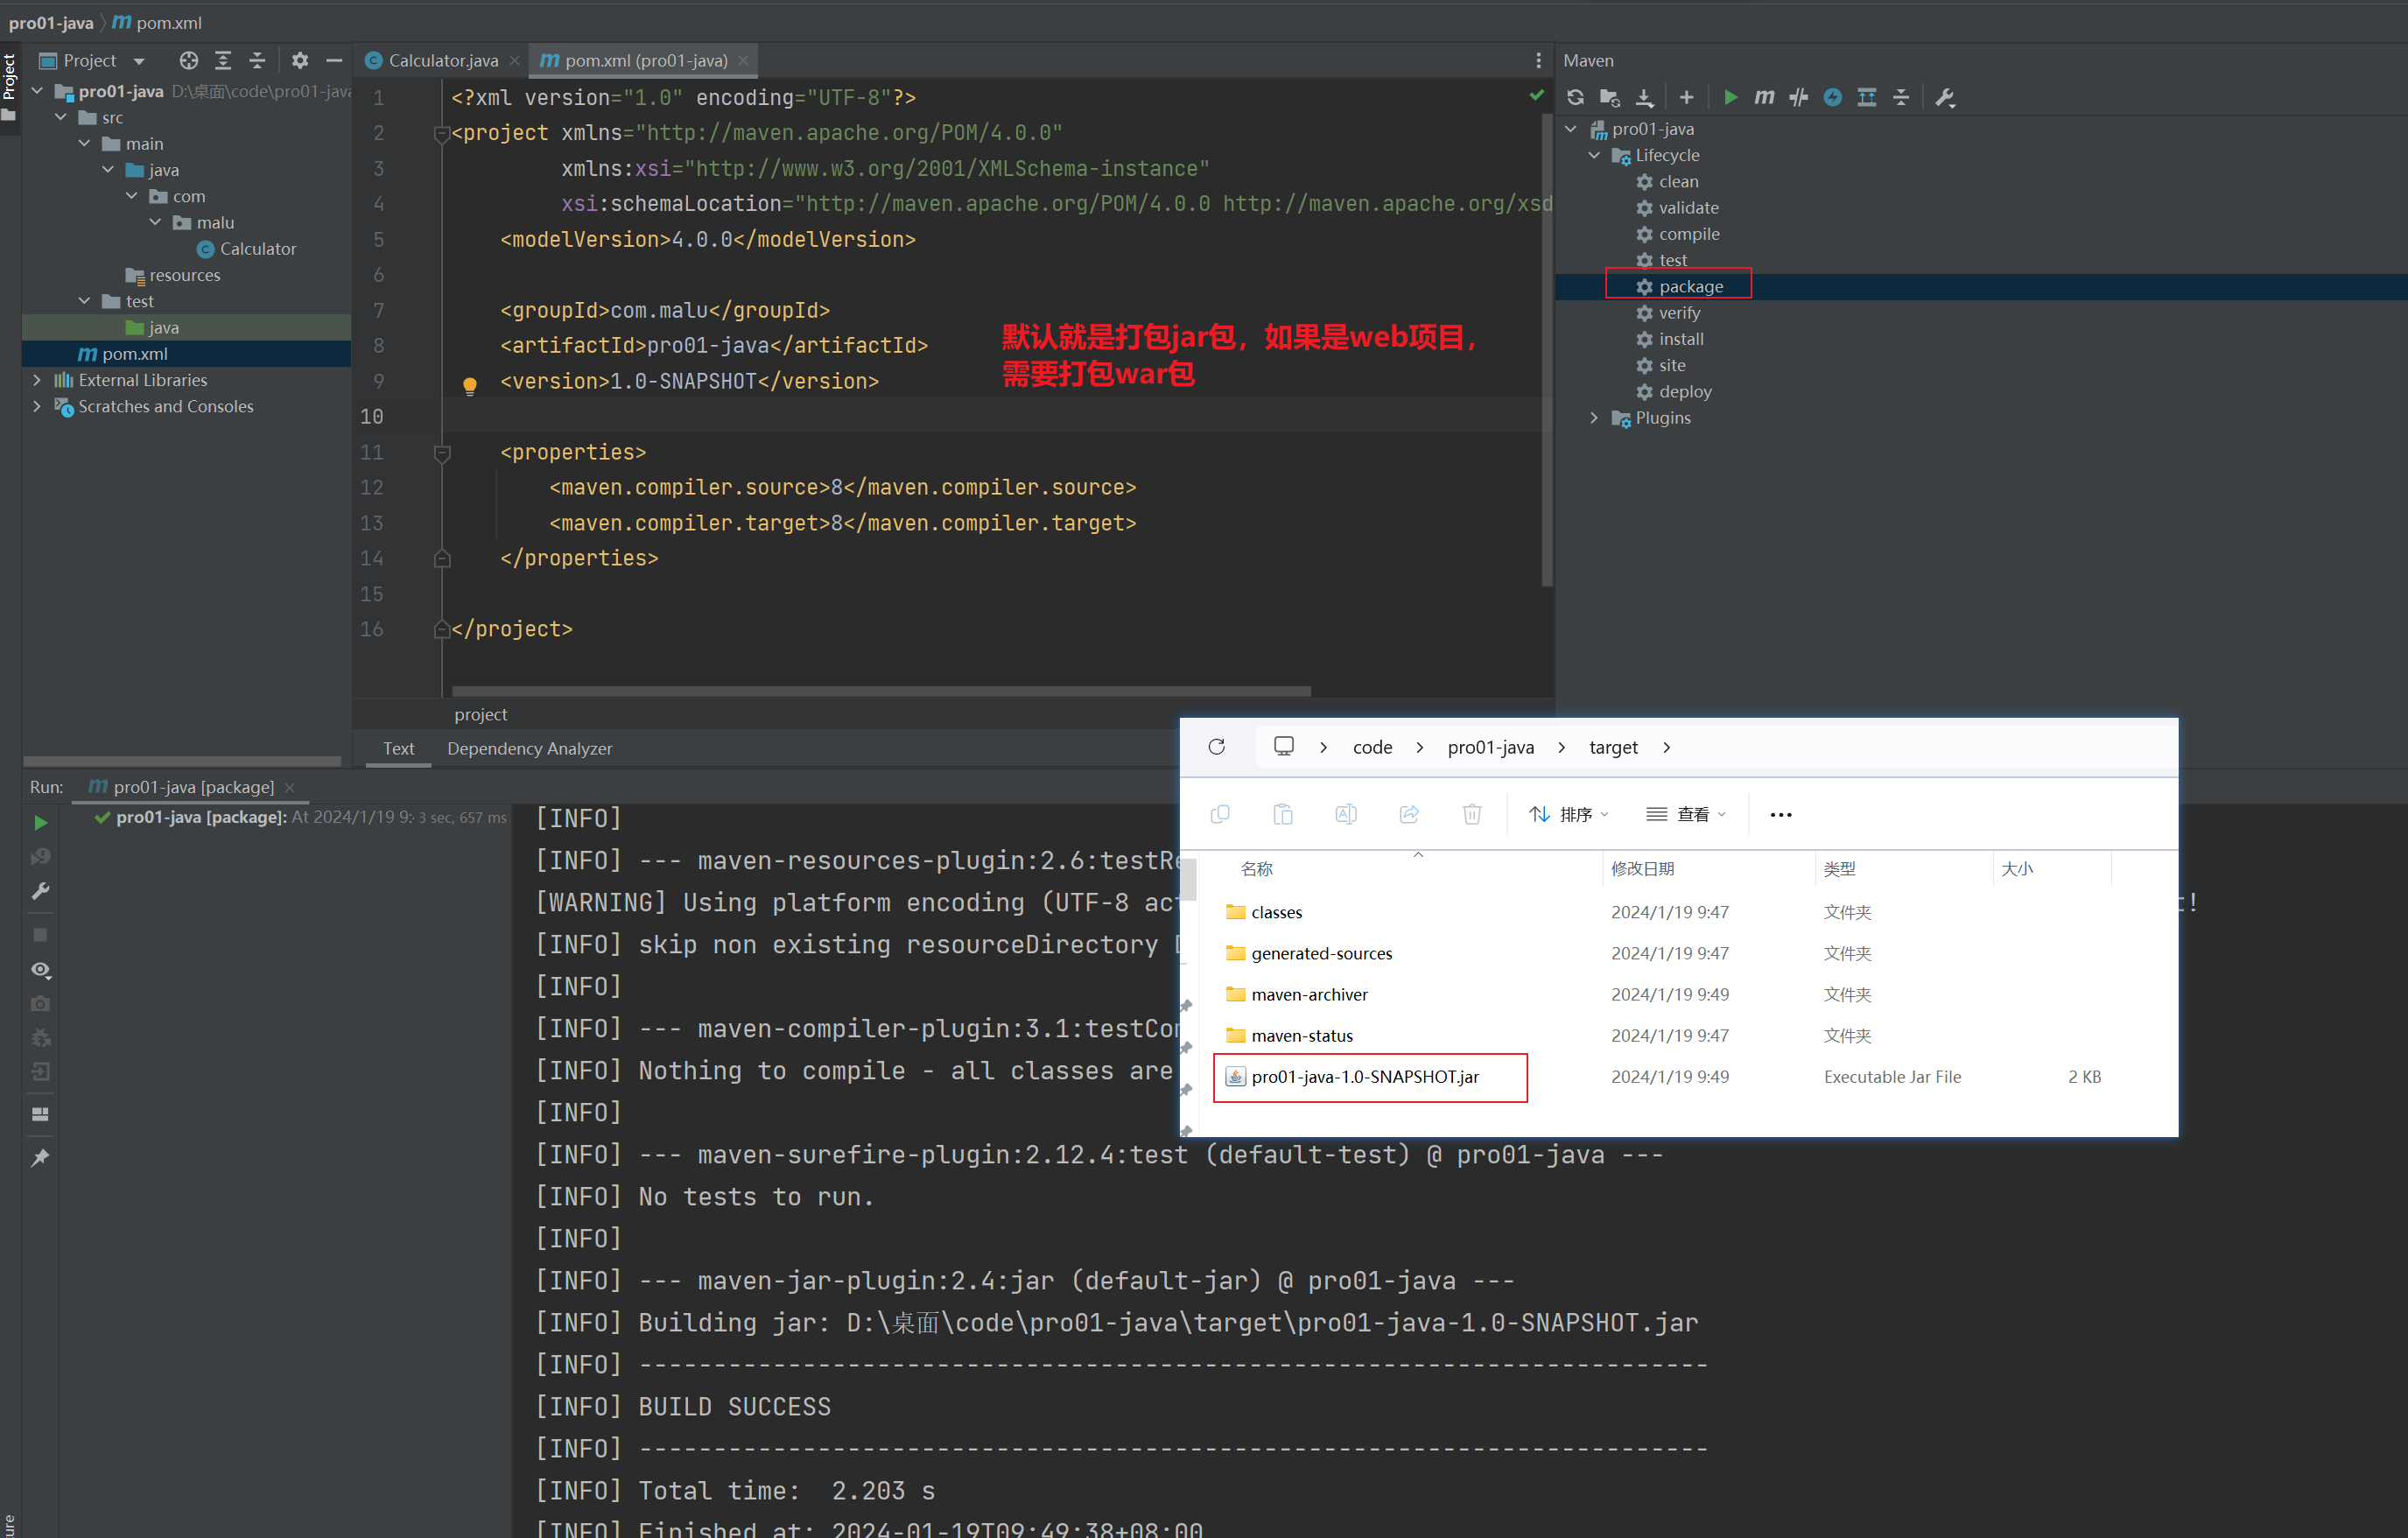 pro01-java 〉 m pom.xml
Project
Project
pro01-java D:\桌面\code\pro01-java
src
main
java
com
malu
Calculator
resources
test
java
pom.xml
External Libraries
Scratches and Consoles
Calculator.java
pom.xml (pro01-java)
1 <?xml version="1.0" encoding="UTF-8"?>
2 <project xmlns="http://maven.apache.org/POM/4.0.0"
3 xmlns:xsi="http://www.w3.org/2001/XMLSchema-instance"
4 xsi:schemaLocation="http://maven.apache.org/POM/4.0.0 http://maven.apache.org/xsd
5 <modelVersion>4.0.0</modelVersion>
6
7 <groupId>com.malu</groupId>
8 <artifactId>pro01-java</artifactId>
9 <version>1.0-SNAPSHOT</version>
10
11 <properties>
12 <maven.compiler.source>8</maven.compiler.source>
13 <maven.compiler.target>8</maven.compiler.target>
14 </properties>
15
16 </project>
默认就是打包jar包，如果是web项目，
需要打包war包
project
Text Dependency Analyzer
Maven
pro01-java
Lifecycle
clean
validate
compile
test
package
verify
install
site
deploy
Plugins
Run: pro01-java [package]
pro01-java [package]: At 2024/1/19 9: 3 sec, 657 ms
[INFO]
[INFO] --- maven-resources-plugin:2.6:testRe
[WARNING] Using platform encoding (UTF-8 act
[INFO] skip non existing resourceDirectory D
[INFO]
[INFO] --- maven-compiler-plugin:3.1:testCom
[INFO] Nothing to compile - all classes are
[INFO]
[INFO] --- maven-surefire-plugin:2.12.4:test (default-test) @ pro01-java ---
[INFO] No tests to run.
[INFO]
[INFO] --- maven-jar-plugin:2.4:jar (default-jar) @ pro01-java ---
[INFO] Building jar: D:\桌面\code\pro01-java\target\pro01-java-1.0-SNAPSHOT.jar
[INFO] ------------------------------------------------------------------------
[INFO] BUILD SUCCESS
[INFO] ------------------------------------------------------------------------
[INFO] Total time:  2.203 s
[INFO] Finished at: 2024-01-19T09:49:38+08:00
code › pro01-java › target ›
排序 查看 ···
名称 修改日期 类型 大小
classes 2024/1/19 9:47 文件夹
generated-sources 2024/1/19 9:47 文件夹
maven-archiver 2024/1/19 9:49 文件夹
maven-status 2024/1/19 9:47 文件夹
pro01-java-1.0-SNAPSHOT.jar 2024/1/19 9:49 Executable Jar File 2 KB